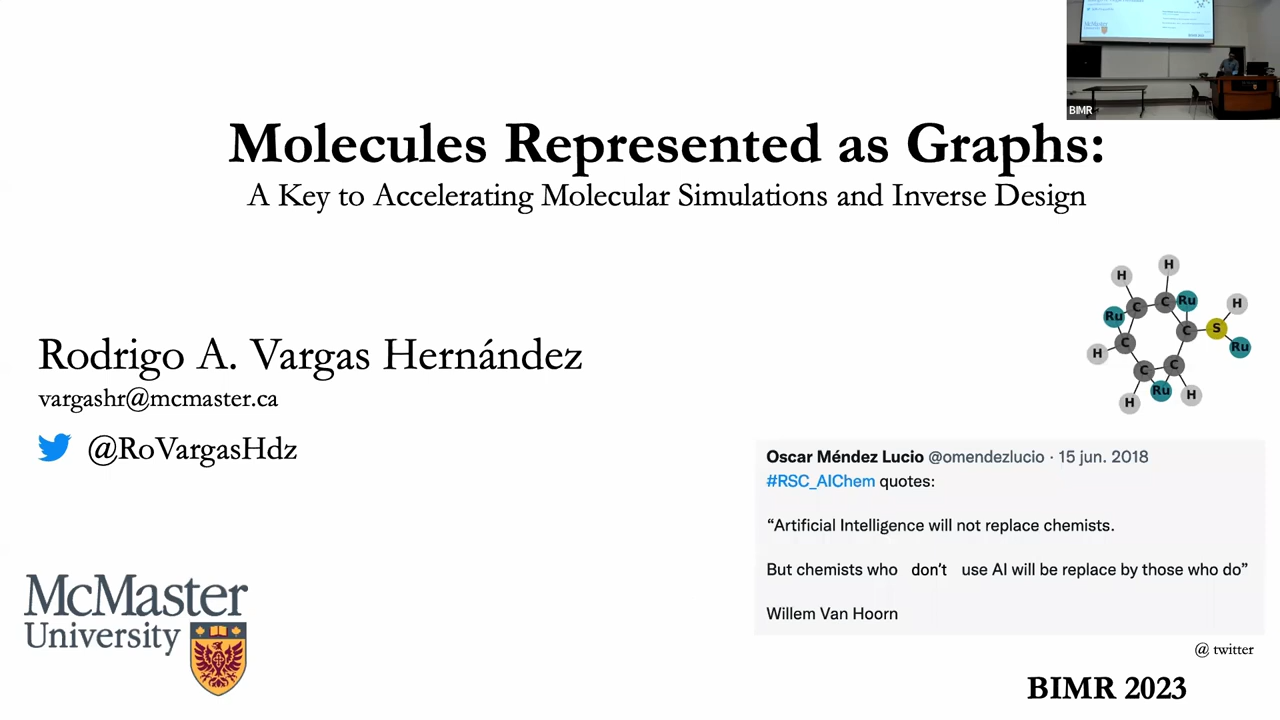 BIMR
Molecules Represented as Graphs:
A Key to Accelerating Molecular Simulations and Inverse Design
H
H
Ru
C
C
Ru
H
C
S
Ru
H
C
C
C
Ru
H
H
Rodrigo A. Vargas Hernández
vargashr@mcmaster.ca
@RoVargasHdz
Oscar Méndez Lucio @omendezlucio · 15 jun. 2018
#RSC_AIChem quotes:
“Artificial Intelligence will not replace chemists.
But chemists who don’t use AI will be replace by those who do”
Willem Van Hoorn
@ twitter
McMaster
University
BIMR 2023